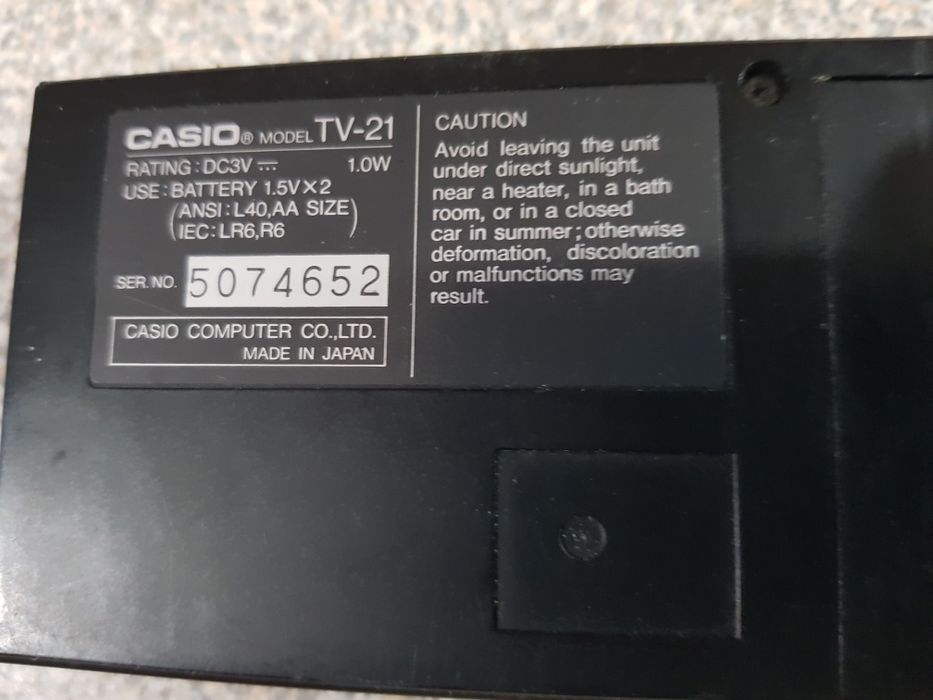 CASIO® MODEL TV-21
RATING : DC3V ⎓ 1.0W
USE : BATTERY 1.5V×2
(ANSI : L40,AA SIZE)
(IEC : LR6,R6)
SER. NO. 5074652
CASIO COMPUTER CO.,LTD.
MADE IN JAPAN
CAUTION
Avoid leaving the unit
under direct sunlight,
near a heater, in a bath
room, or in a closed
car in summer ; otherwise
deformation, discoloration
or malfunctions may
result.